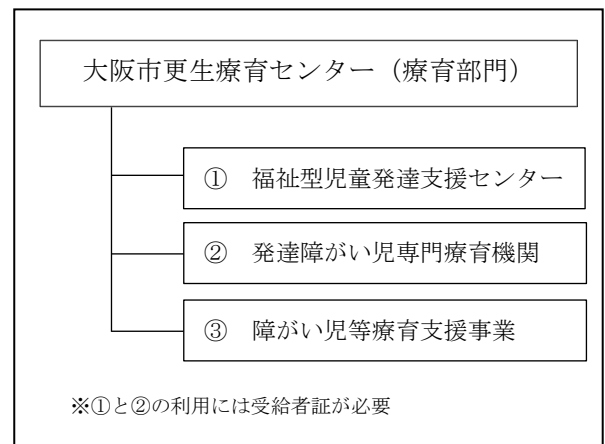 大阪市更生療育センター（療育部門）
①　福祉型児童発達支援センター
②　発達障がい児専門療育機関
③　障がい児等療育支援事業
※①と②の利用には受給者証が必要